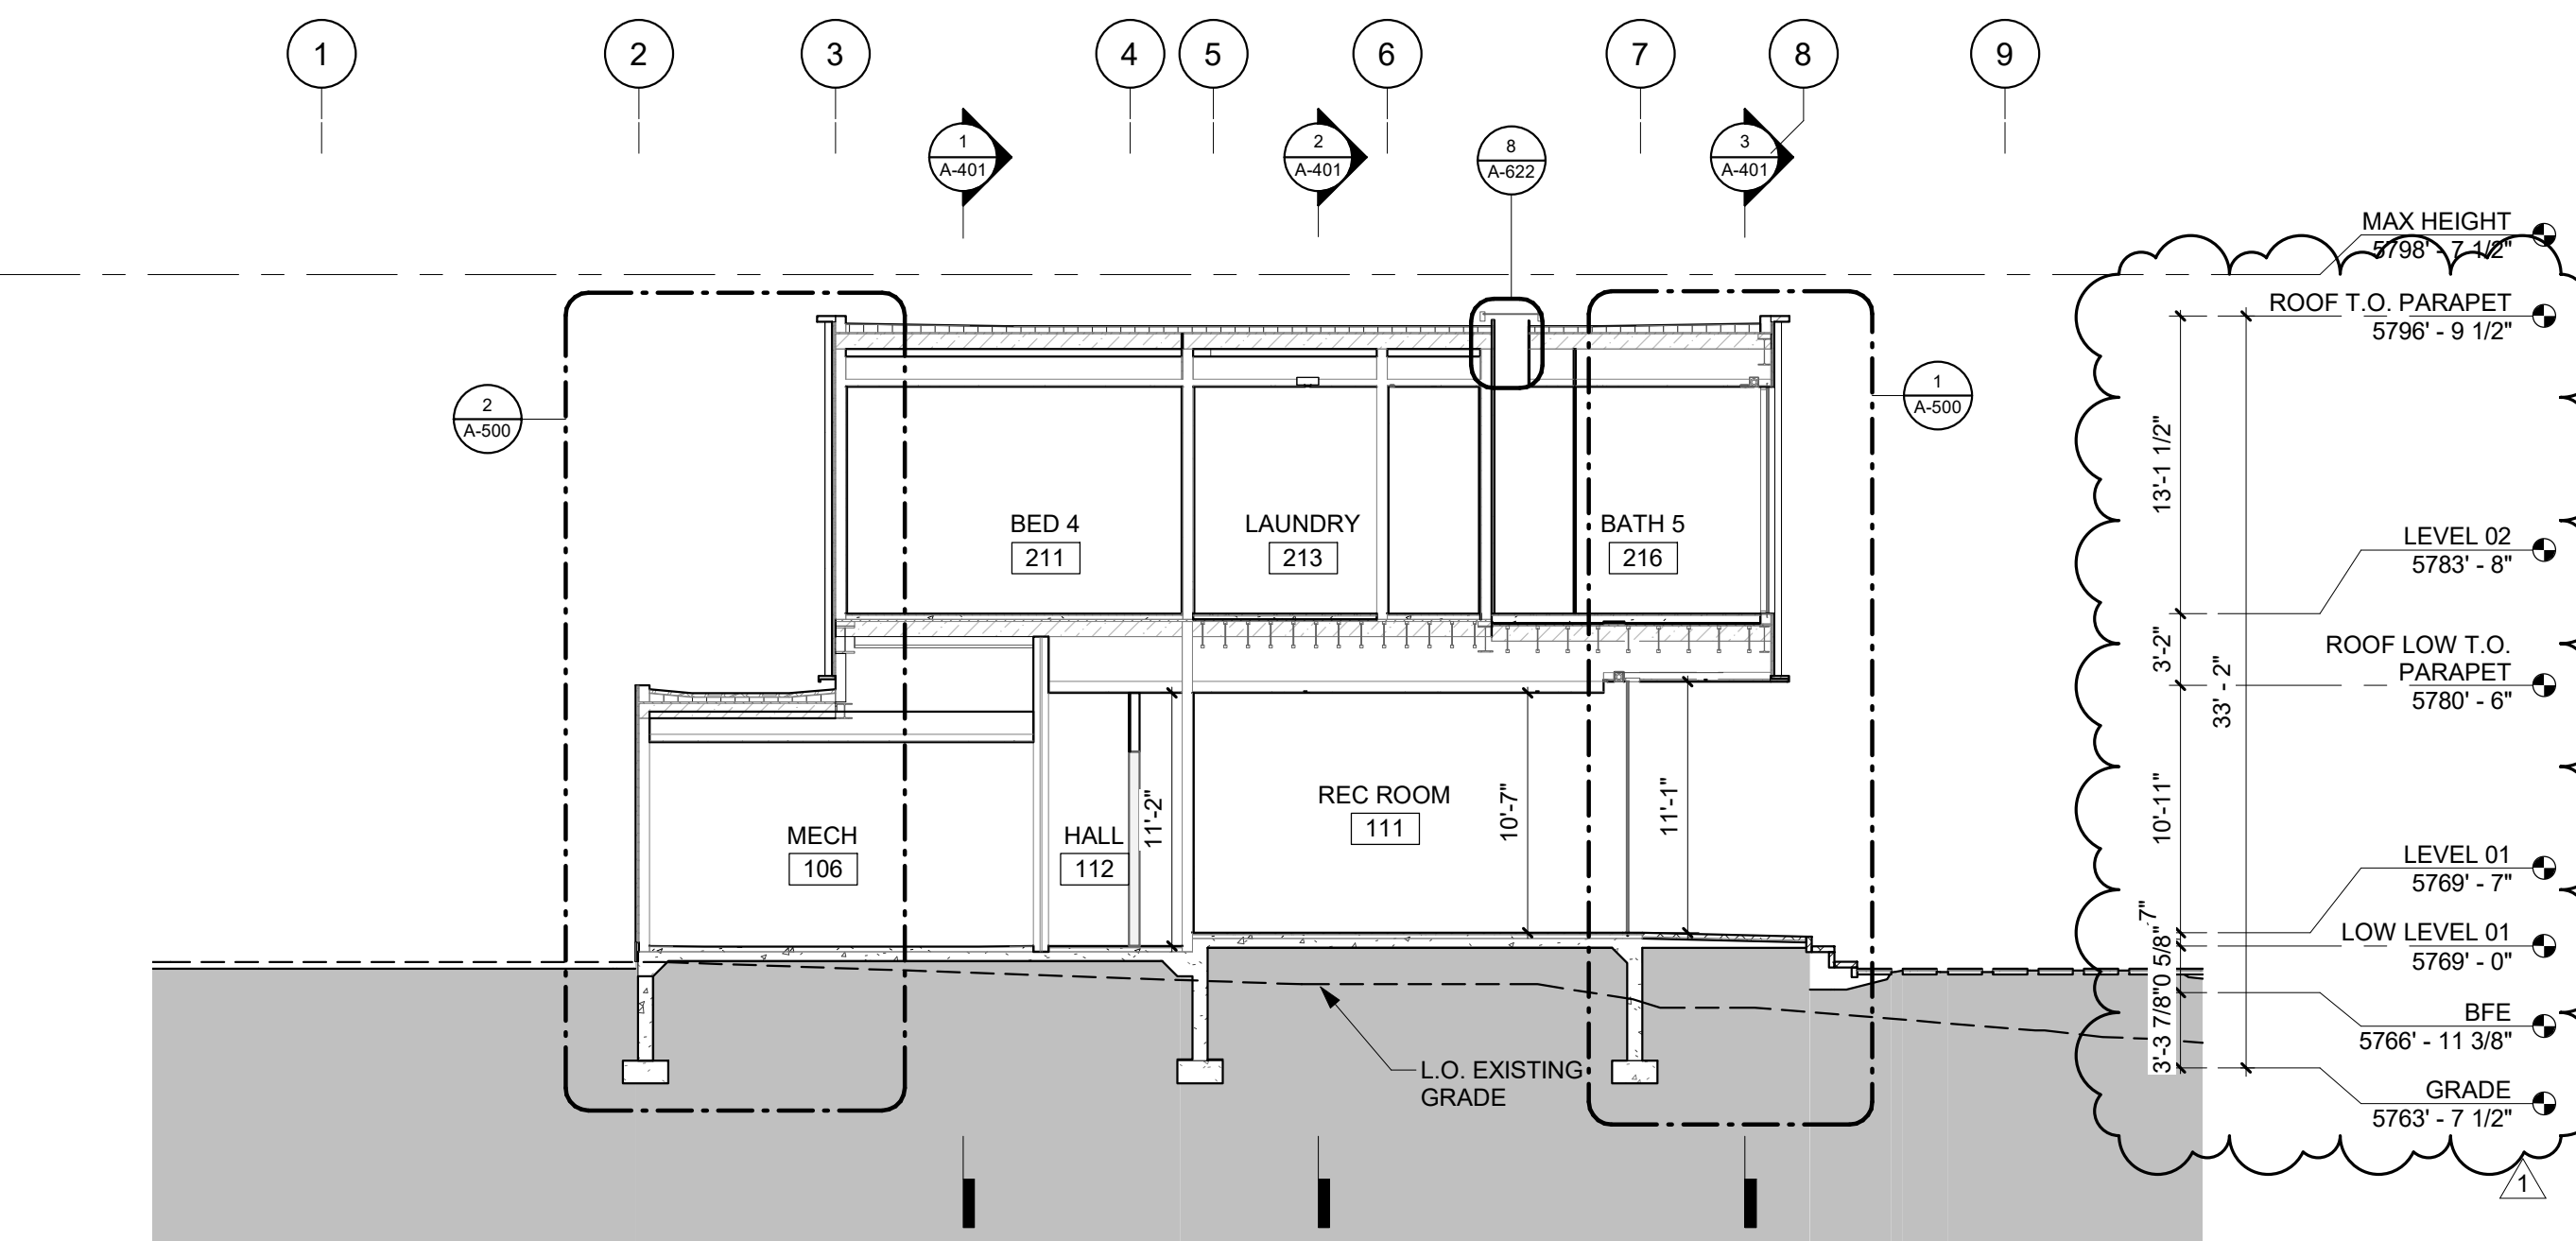 1
2
3
4
5
6
7
8
9
1
A-401
2
A-401
8
A-622
3
A-401
MAX HEIGHT
5798' - 7 1/2"
ROOF T.O. PARAPET
5796' - 9 1/2"
2
A-500
1
A-500
13'-1 1/2"
LEVEL 02
5783' - 8"
BED 4
211
LAUNDRY
213
BATH 5
216
3'-2"
33' - 2"
ROOF LOW T.O.
PARAPET
5780' - 6"
MECH
106
HALL
112
11'-2"
REC ROOM
111
10'-7"
11'-1"
10'-11"
LEVEL 01
5769' - 7"
7"
LOW LEVEL 01
5769' - 0"
0 5/8"
BFE
5766' - 11 3/8"
3'-3 7/8"
GRADE
5763' - 7 1/2"
L.O. EXISTING
GRADE
1